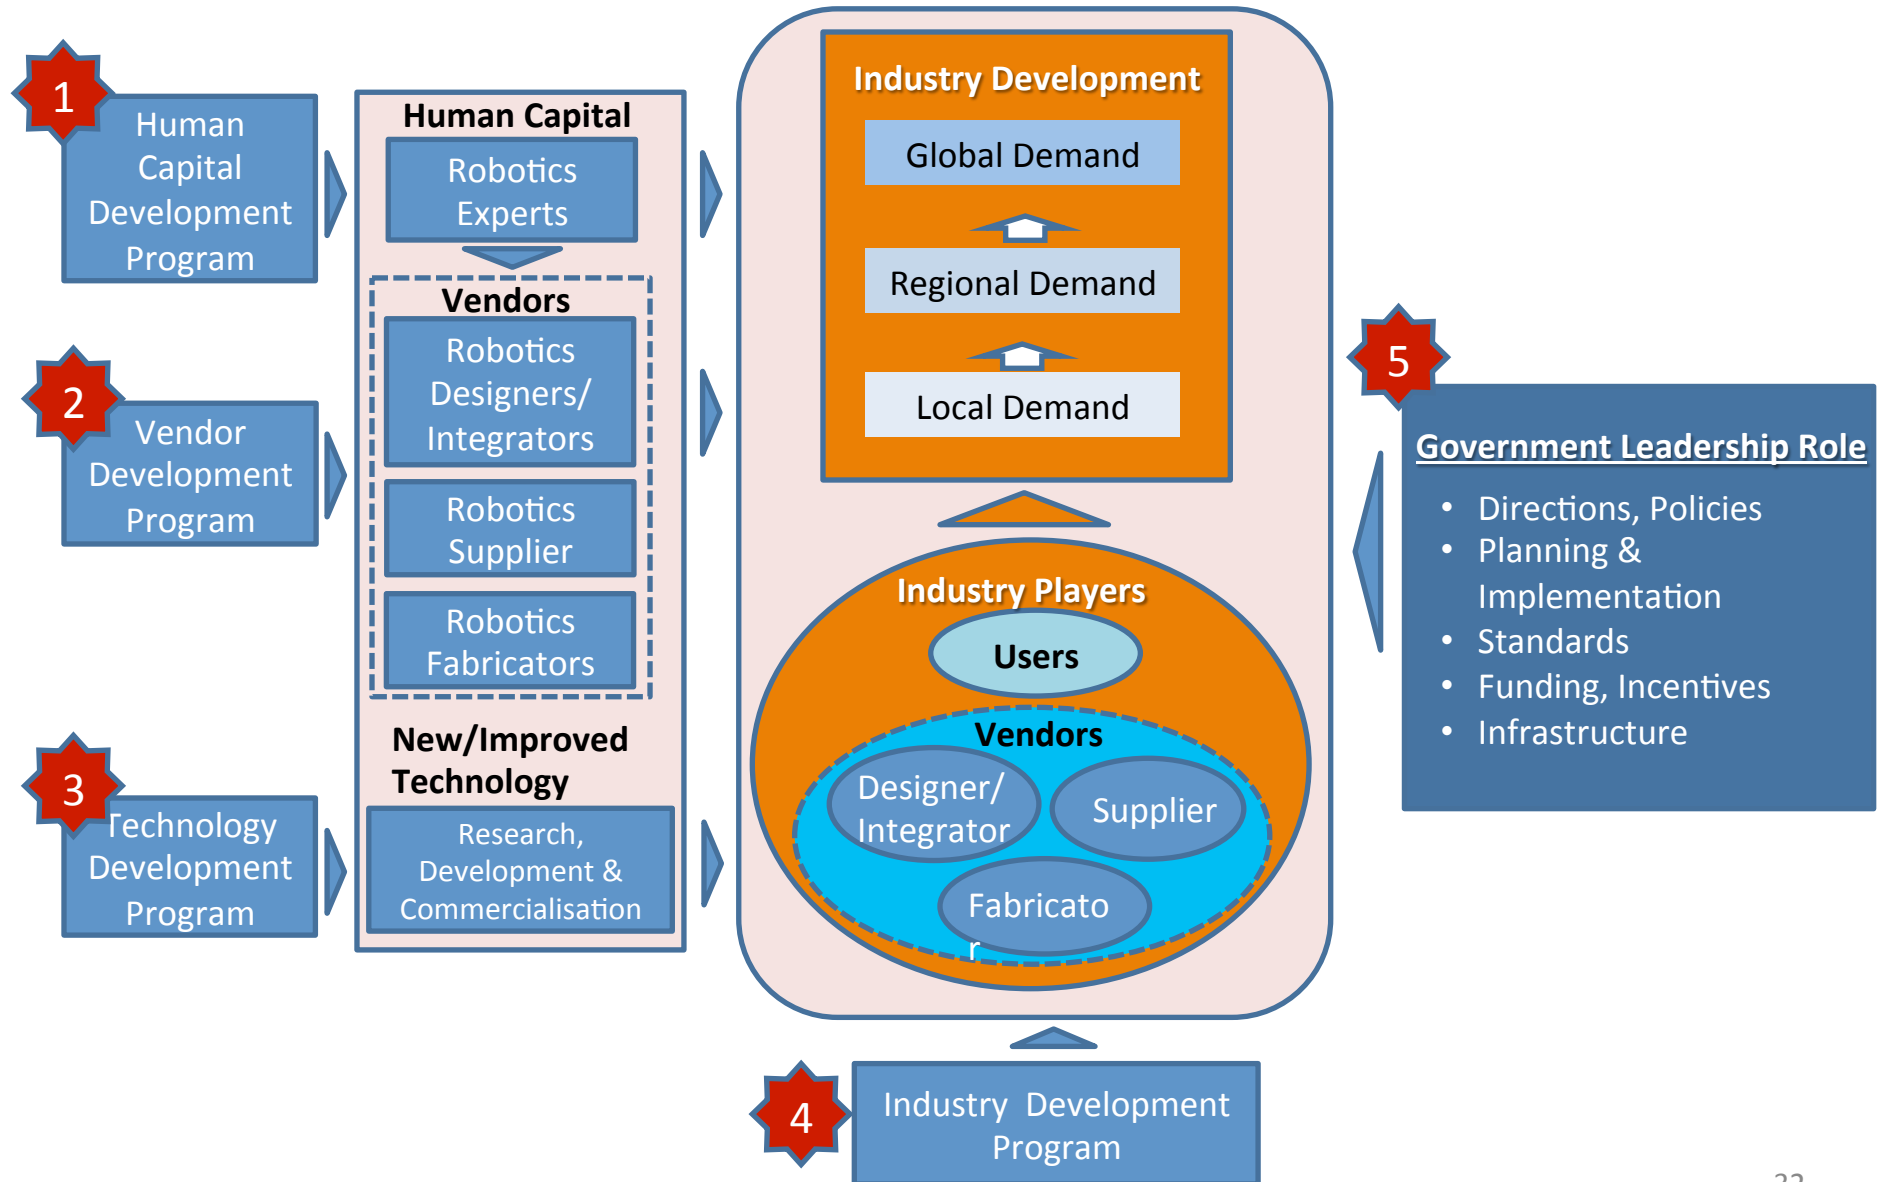 1
Human
Capital
Development
Program
2
Vendor
Development
Program
3
Technology
Development
Program
Human Capital
Robotics
Experts
Vendors
Robotics
Designers/
Integrators
Robotics
Supplier
Robotics
Fabricators
New/Improved
Technology
Research,
Development &
Commercialisation
Industry Development
Global Demand
Regional Demand
Local Demand
Industry Players
Users
Vendors
Designer/
Integrator
Supplier
Fabricato
r
4
Industry Development
Program
5
Government Leadership Role
• Directions, Policies
• Planning &
Implementation
• Standards
• Funding, Incentives
• Infrastructure